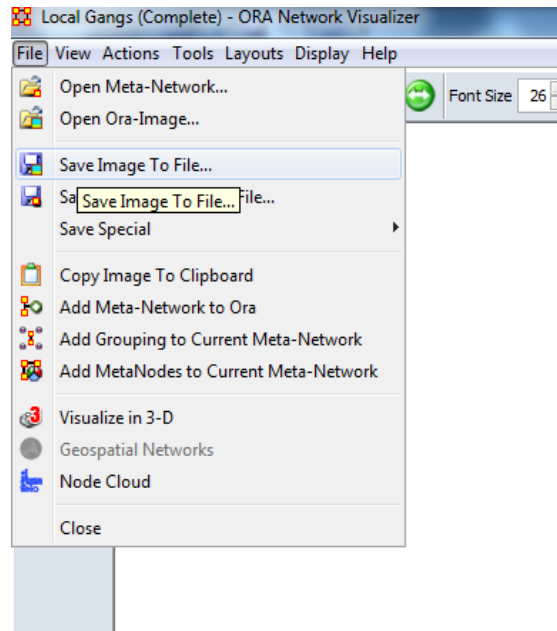 Local Gangs (Complete) - ORA Network Visualizer
File View Actions Tools Layouts Display Help
Font Size 26
Open Meta-Network...
Open Ora-Image...
Save Image To File...
Sa File...
Save Image To File...
Save Special
Copy Image To Clipboard
Add Meta-Network to Ora
Add Grouping to Current Meta-Network
Add MetaNodes to Current Meta-Network
Visualize in 3-D
Geospatial Networks
Node Cloud
Close